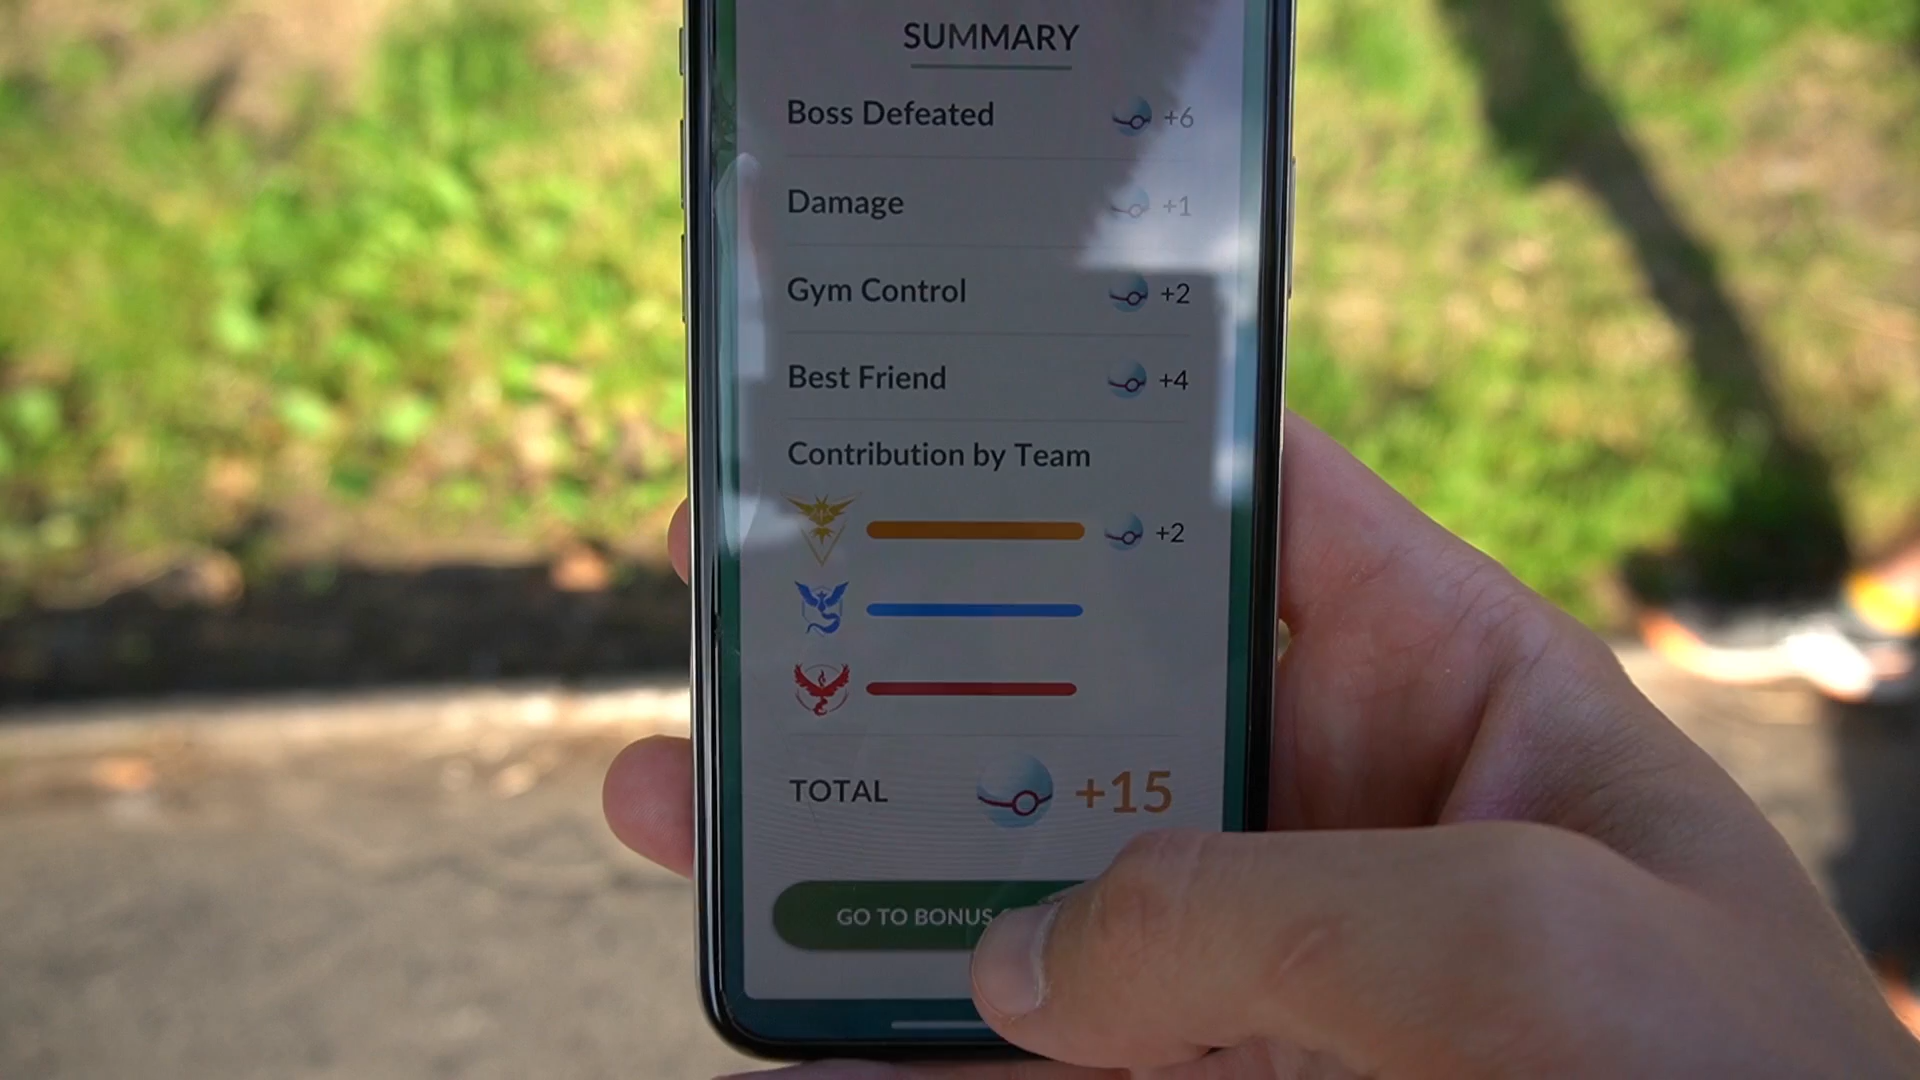 SUMMARY
Boss Defeated +6
Damage +1
Gym Control +2
Best Friend +4
Contribution by Team
+2
TOTAL +15
GO TO BONUS